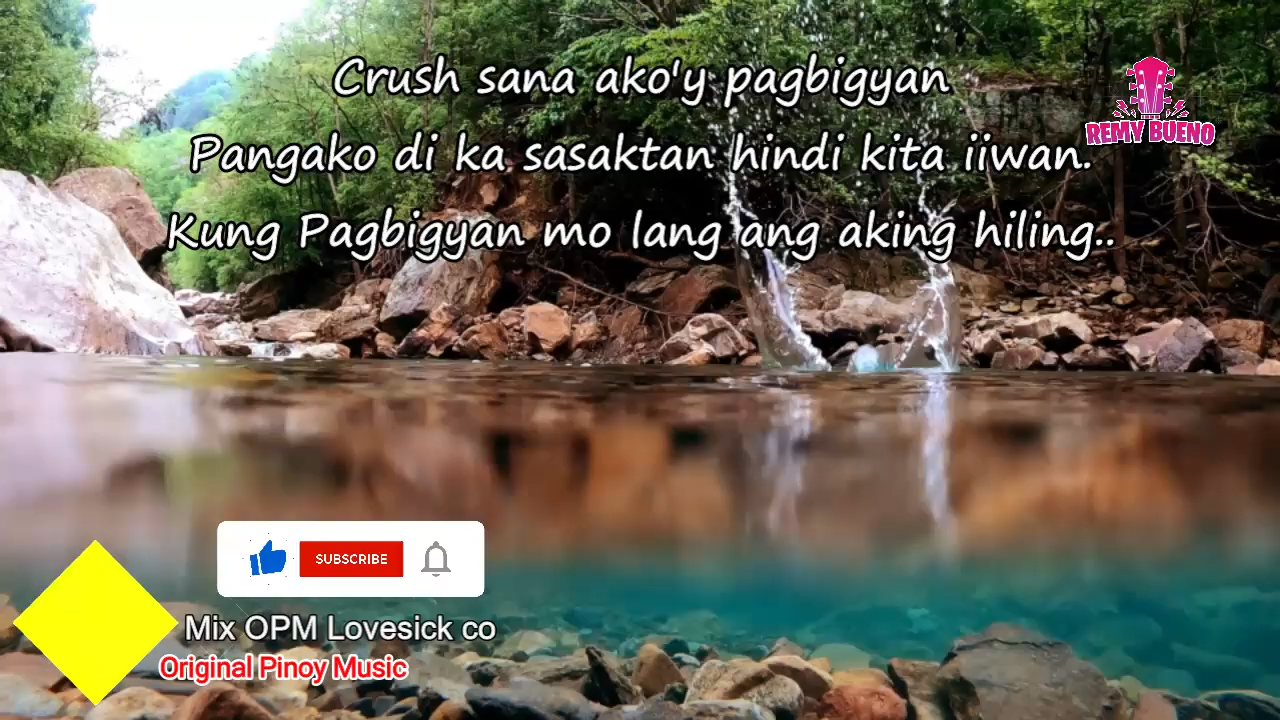 Crush sana ako'y pagbigyan
REMY BUENO
Pangako di ka sasaktan hindi kita iiwan.
Kung Pagbigyan mo lang ang aking hiling..
SUBSCRIBE
Mix OPM Lovesick co
Original Pinoy Music